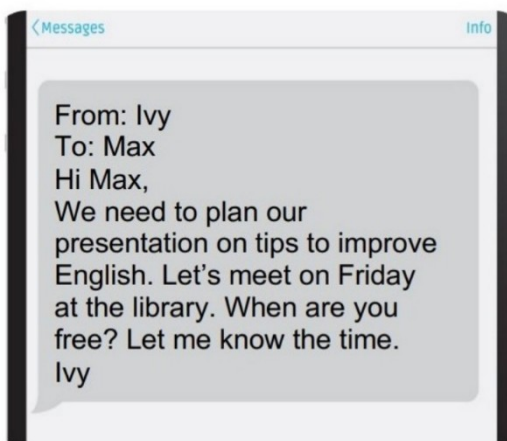 Messages Info
From: Ivy
To: Max
Hi Max,
We need to plan our
presentation on tips to improve
English. Let's meet on Friday
at the library. When are you
free? Let me know the time.
Ivy